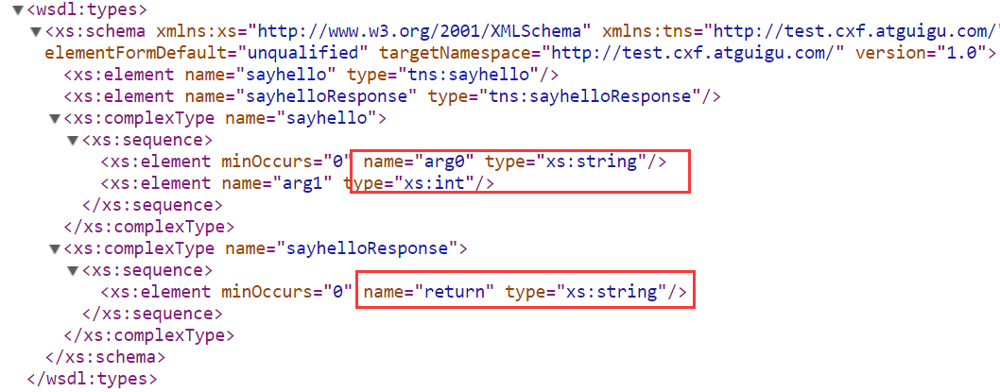 ▼<wsdl:types>
▼<xs:schema xmlns:xs="http://www.w3.org/2001/XMLSchema" xmlns:tns="http://test.cxf.atguigu.com/"
elementFormDefault="unqualified" targetNamespace="http://test.cxf.atguigu.com/" version="1.0">
<xs:element name="sayhello" type="tns:sayhello"/>
<xs:element name="sayhelloResponse" type="tns:sayhelloResponse"/>
▼<xs:complexType name="sayhello">
▼<xs:sequence>
<xs:element minOccurs="0" name="arg0" type="xs:string"/>
<xs:element name="arg1" type="xs:int"/>
</xs:sequence>
</xs:complexType>
▼<xs:complexType name="sayhelloResponse">
▼<xs:sequence>
<xs:element minOccurs="0" name="return" type="xs:string"/>
</xs:sequence>
</xs:complexType>
</xs:schema>
</wsdl:types>